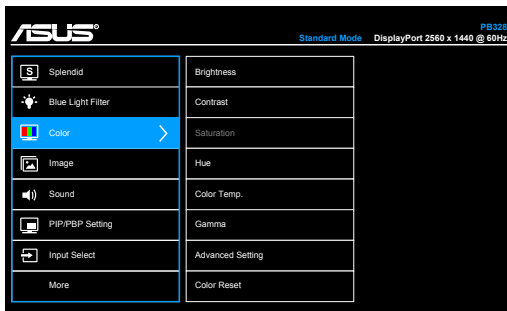 ASUS
PB328
Standard Mode DisplayPort 2560 x 1440 @ 60Hz
S Splendid
Blue Light Filter
Color
Image
Sound
PIP/PBP Setting
Input Select
More
Brightness
Contrast
Saturation
Hue
Color Temp.
Gamma
Advanced Setting
Color Reset